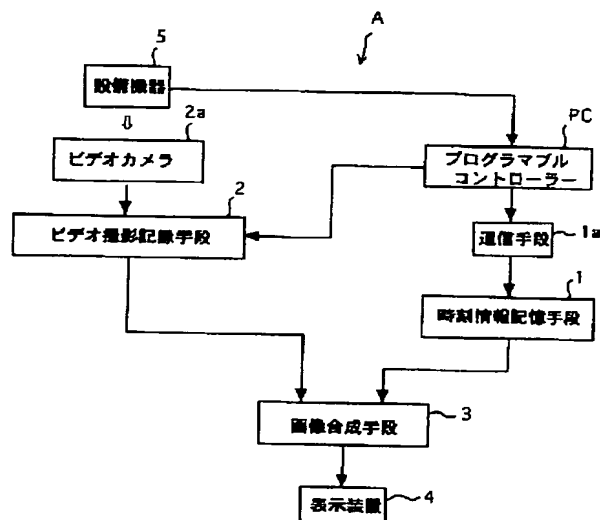 A
5
設備機器
2a
ビデオカメラ
PC
プログラマブル
コントローラー
2
ビデオ撮影記録手段
通信手段
1a
1
時刻情報記憶手段
画像合成手段
3
表示装置
4